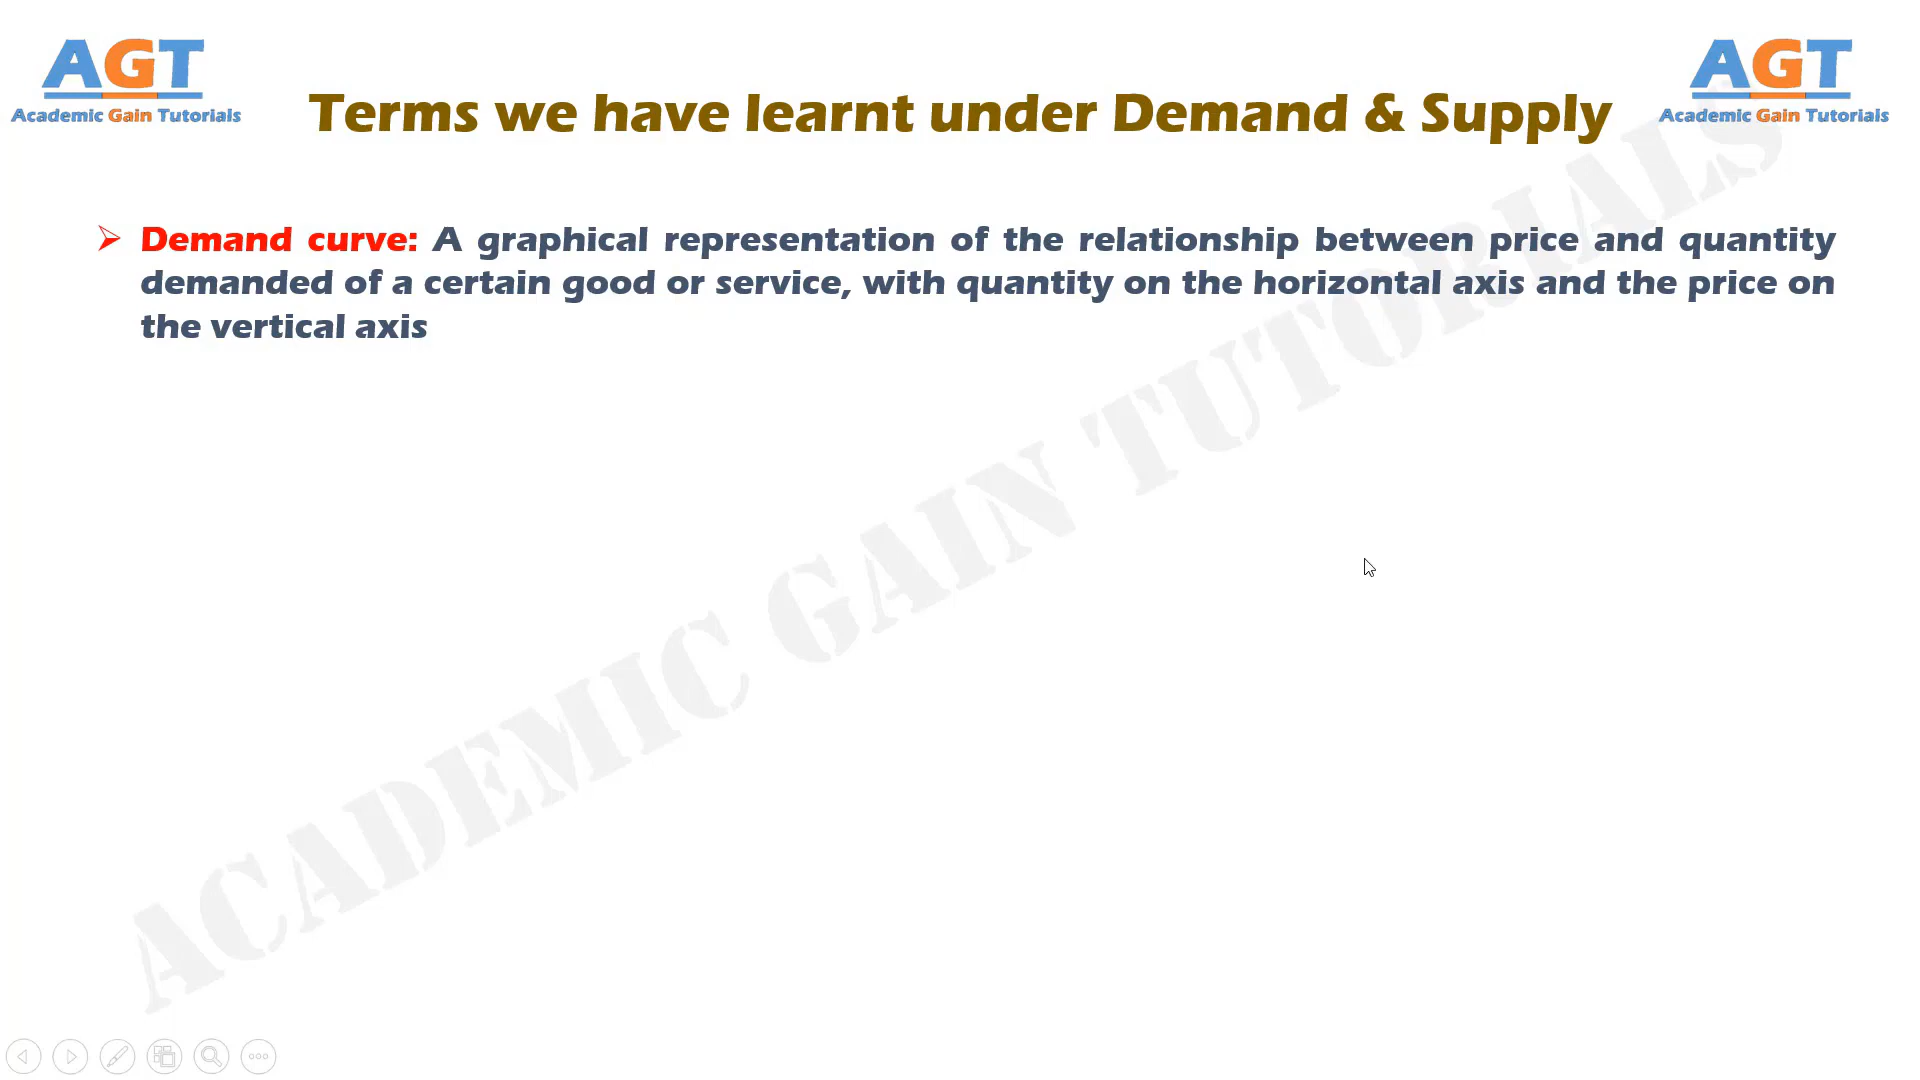 AGT
Academic Gain Tutorials
AGT
Academic Gain Tutorials
Terms we have learnt under Demand & Supply
Demand curve: A graphical representation of the relationship between price and quantity
demanded of a certain good or service, with quantity on the horizontal axis and the price on
the vertical axis
ACADEMIC GAIN TUTORIALS